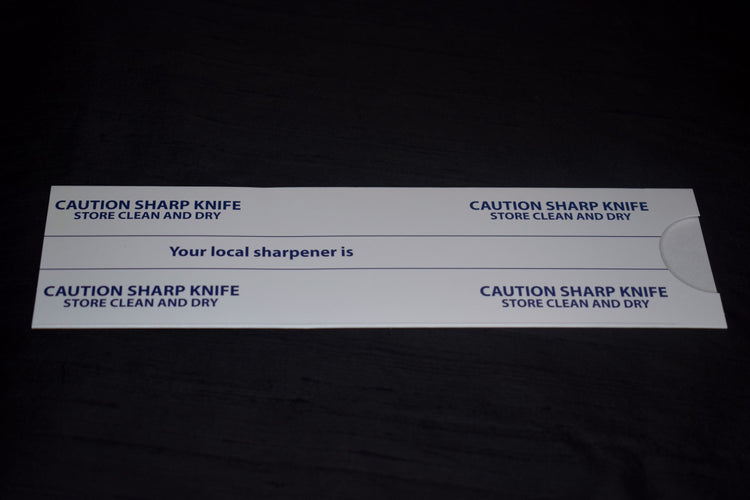 CAUTION SHARP KNIFE
STORE CLEAN AND DRY
CAUTION SHARP KNIFE
STORE CLEAN AND DRY
Your local sharpener is
CAUTION SHARP KNIFE
STORE CLEAN AND DRY
CAUTION SHARP KNIFE
STORE CLEAN AND DRY